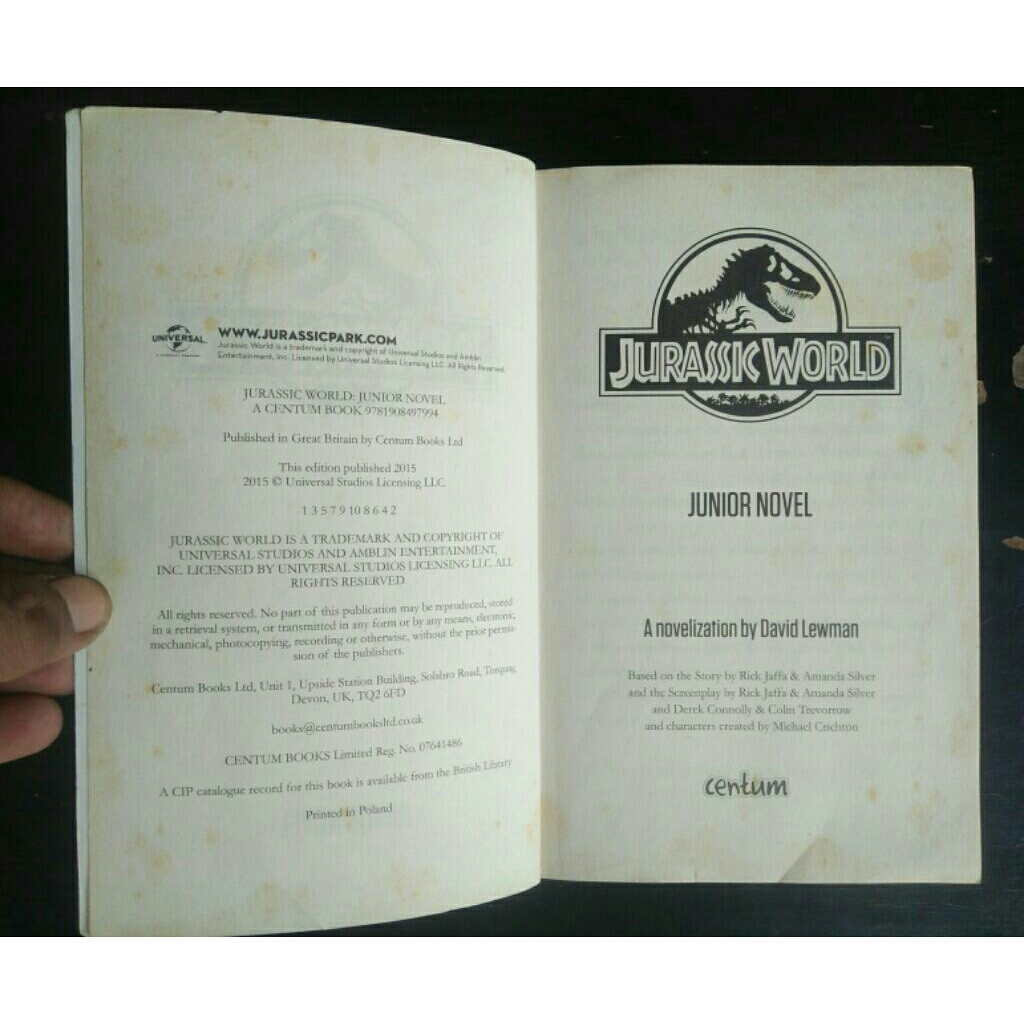 UNIVERSAL
A COMCAST COMPANY
WWW.JURASSICPARK.COM
Jurassic World is a trademark and copyright of Universal Studios and Amblin
Entertainment, Inc. Licensed by Universal Studios Licensing LLC. All Rights Reserved.
JURASSIC WORLD: JUNIOR NOVEL
A CENTUM BOOK 9781908497994
Published in Great Britain by Centum Books Ltd
This edition published 2015
2015 © Universal Studios Licensing LLC.
1 3 5 7 9 10 8 6 4 2
JURASSIC WORLD IS A TRADEMARK AND COPYRIGHT OF
UNIVERSAL STUDIOS AND AMBLIN ENTERTAINMENT,
INC. LICENSED BY UNIVERSAL STUDIOS LICENSING LLC. ALL
RIGHTS RESERVED
All rights reserved. No part of this publication may be reproduced, stored
in a retrieval system, or transmitted in any form or by any means, electronic,
mechanical, photocopying, recording or otherwise, without the prior permis-
sion of the publishers.
Centum Books Ltd, Unit 1, Upside Station Building, Solsbro Road, Torquay,
Devon, UK, TQ2 6FD
books@centumbooksltd.co.uk
CENTUM BOOKS Limited Reg. No. 07641486
A CIP catalogue record for this book is available from the British Library
Printed in Poland
JURASSIC WORLD™
JUNIOR NOVEL
A novelization by David Lewman
Based on the Story by Rick Jaffa & Amanda Silver
and the Screenplay by Rick Jaffa & Amanda Silver
and Derek Connolly & Colin Trevorrow
and characters created by Michael Crichton
centum